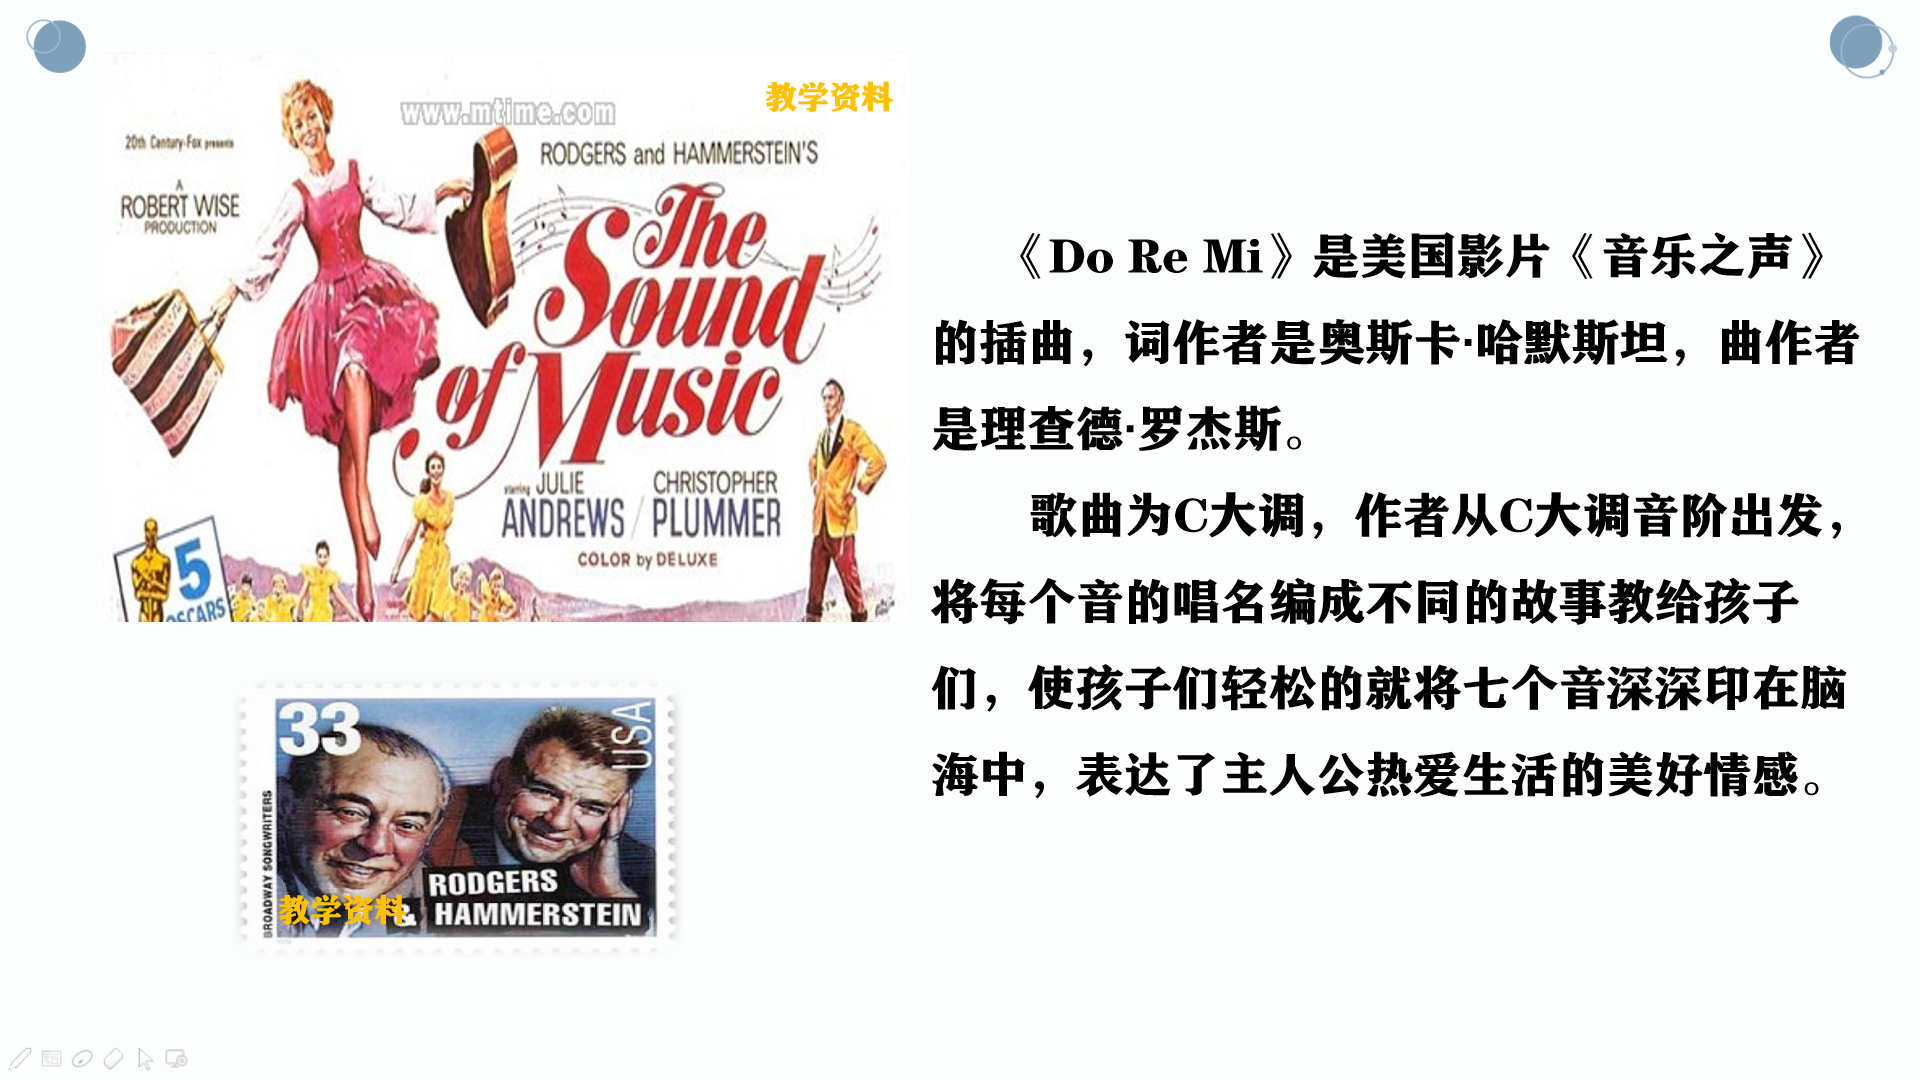 教学资料
www.mtime.com
20th Century-Fox presents
A
ROBERT WISE
PRODUCTION
RODGERS and HAMMERSTEIN'S
The
Sound
of Music
starring JULIE ANDREWS / CHRISTOPHER PLUMMER
COLOR by DELUXE
5
OSCARS
《Do Re Mi》是美国影片《音乐之声》
的插曲，词作者是奥斯卡·哈默斯坦，曲作者
是理查德·罗杰斯。
歌曲为C大调，作者从C大调音阶出发，
将每个音的唱名编成不同的故事教给孩子
们，使孩子们轻松的就将七个音深深印在脑
海中，表达了主人公热爱生活的美好情感。
33
USA
BROADWAY SONGWRITERS
RODGERS
& HAMMERSTEIN
教学资料